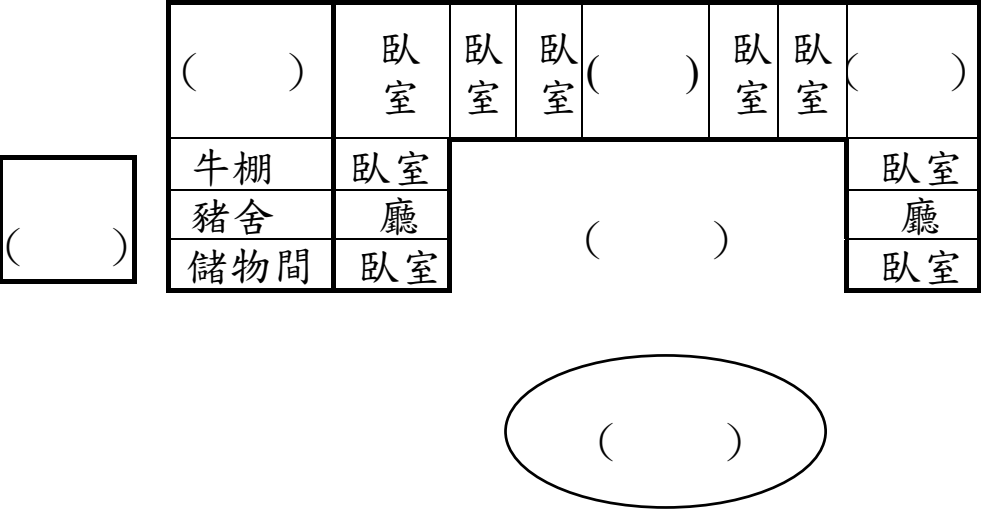 （　　） 臥室 臥室 臥室 （　　） 臥室 臥室 （　　）
牛棚 臥室 臥室
豬舍 廳 （　　） 廳
（　　） 儲物間 臥室 臥室
（　　）